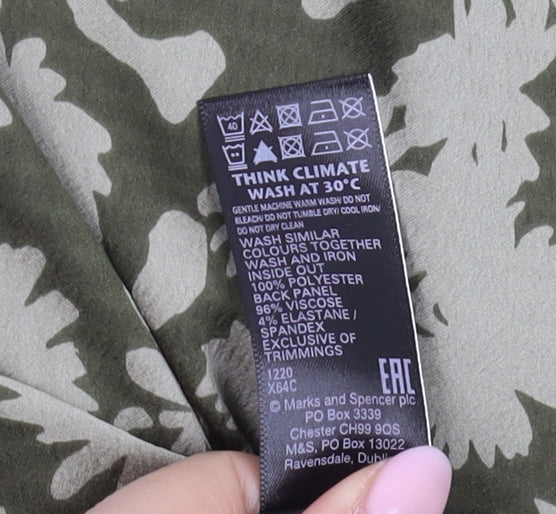 40
THINK CLIMATE
WASH AT 30°C
GENTLE MACHINE WARM WASH/ DO NOT
BLEACH/ DO NOT TUMBLE DRY/ COOL IRON/
DO NOT DRY CLEAN
WASH SIMILAR
COLOURS TOGETHER
WASH AND IRON
INSIDE OUT
100% POLYESTER
BACK PANEL
96% VISCOSE
4% ELASTANE /
SPANDEX
EXCLUSIVE OF
TRIMMINGS
1220
X64C
EAC
© Marks and Spencer plc
PO Box 3339
Chester CH99 9QS
M&S, PO Box 13022
Ravensdale,